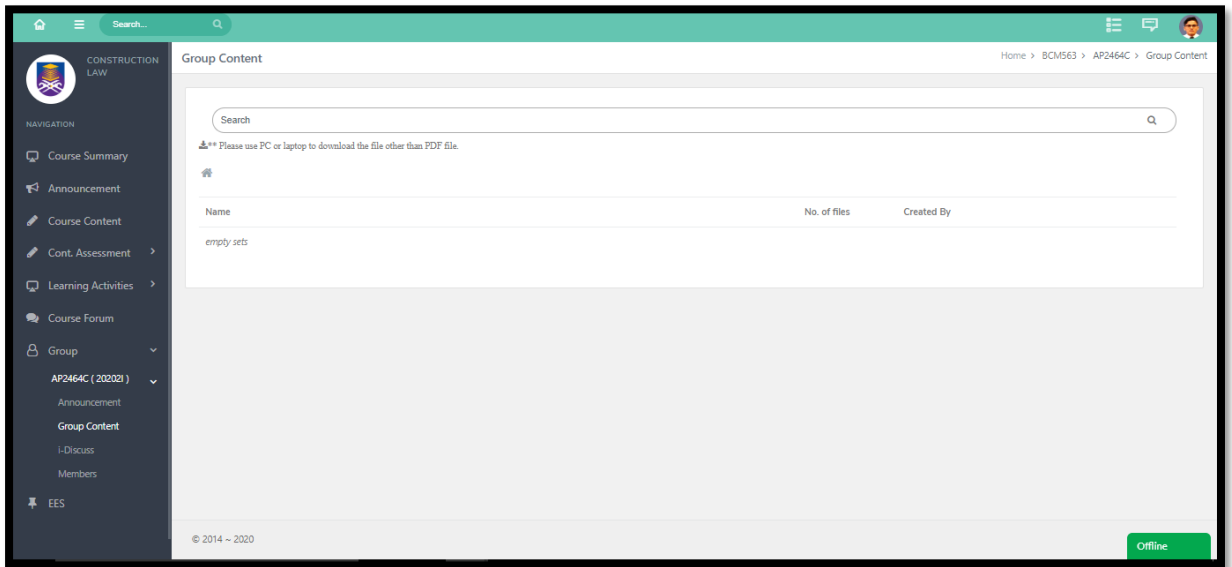 Search...
CONSTRUCTION
LAW
NAVIGATION
Course Summary
Announcement
Course Content
Cont. Assessment
Learning Activities
Course Forum
Group
AP2464C ( 20202I )
Announcement
Group Content
i-Discuss
Members
EES
Group Content
Home > BCM563 > AP2464C > Group Content
Search
** Please use PC or laptop to download the file other than PDF file.
Name No. of files Created By
empty sets
© 2014 ~ 2020
Offline